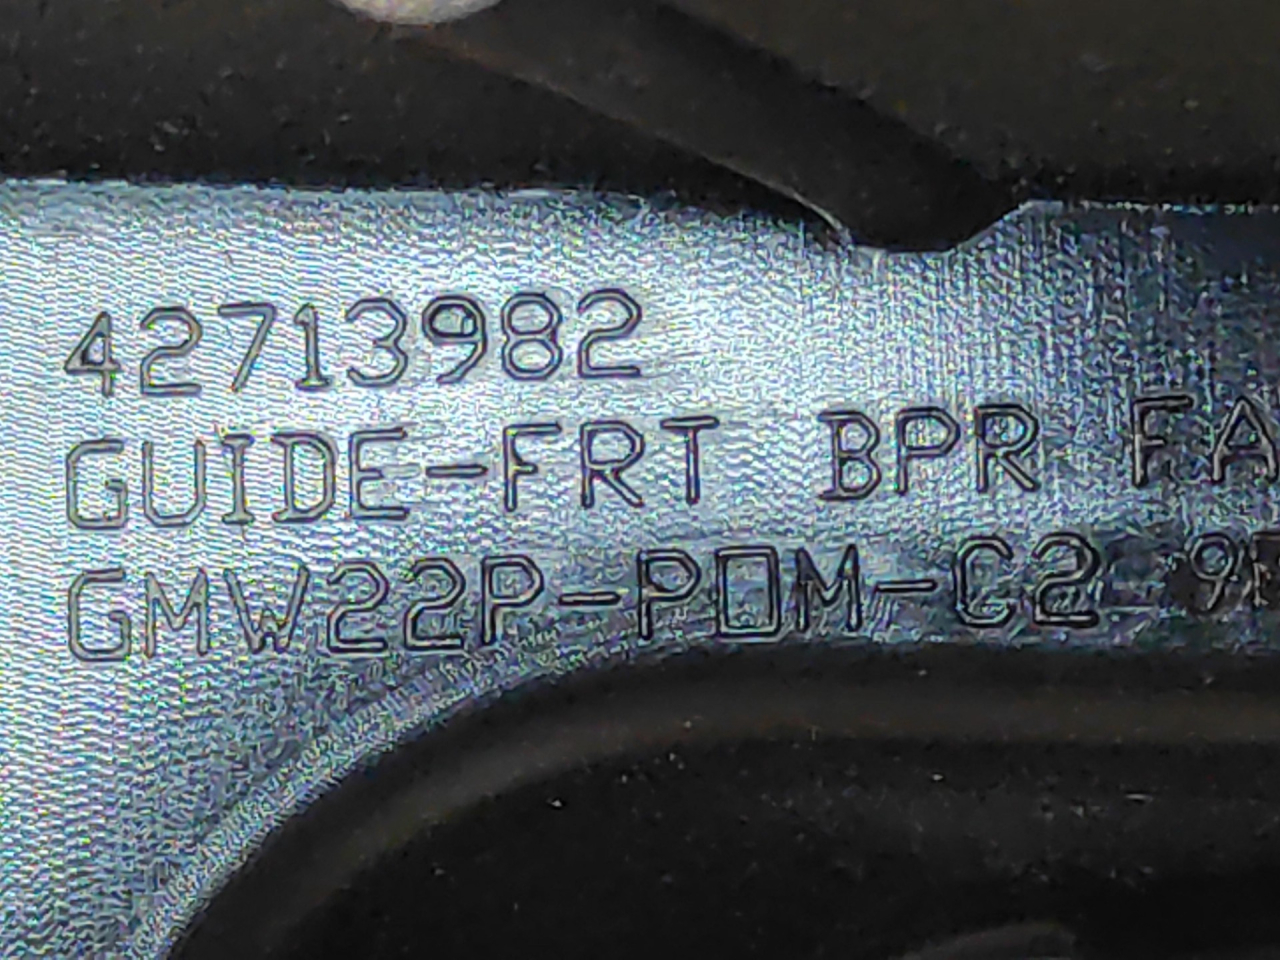 42713982
GUIDE-FRT BPR FA
GMW22P-POM-C2